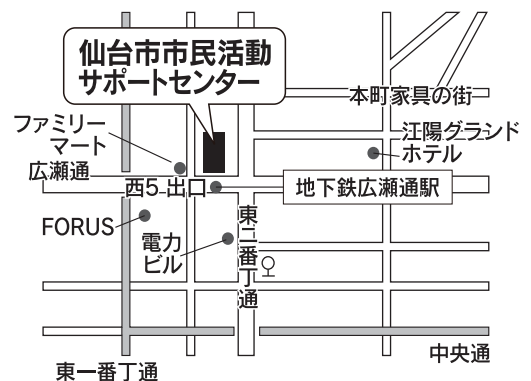 仙台市市民活動
サポートセンター
本町家具の街
ファミリー
マート
江陽グランド
ホテル
広瀬通
西5 出口
地下鉄広瀬通駅
FORUS
電力
ビル
東二番丁通
中央通
東一番丁通